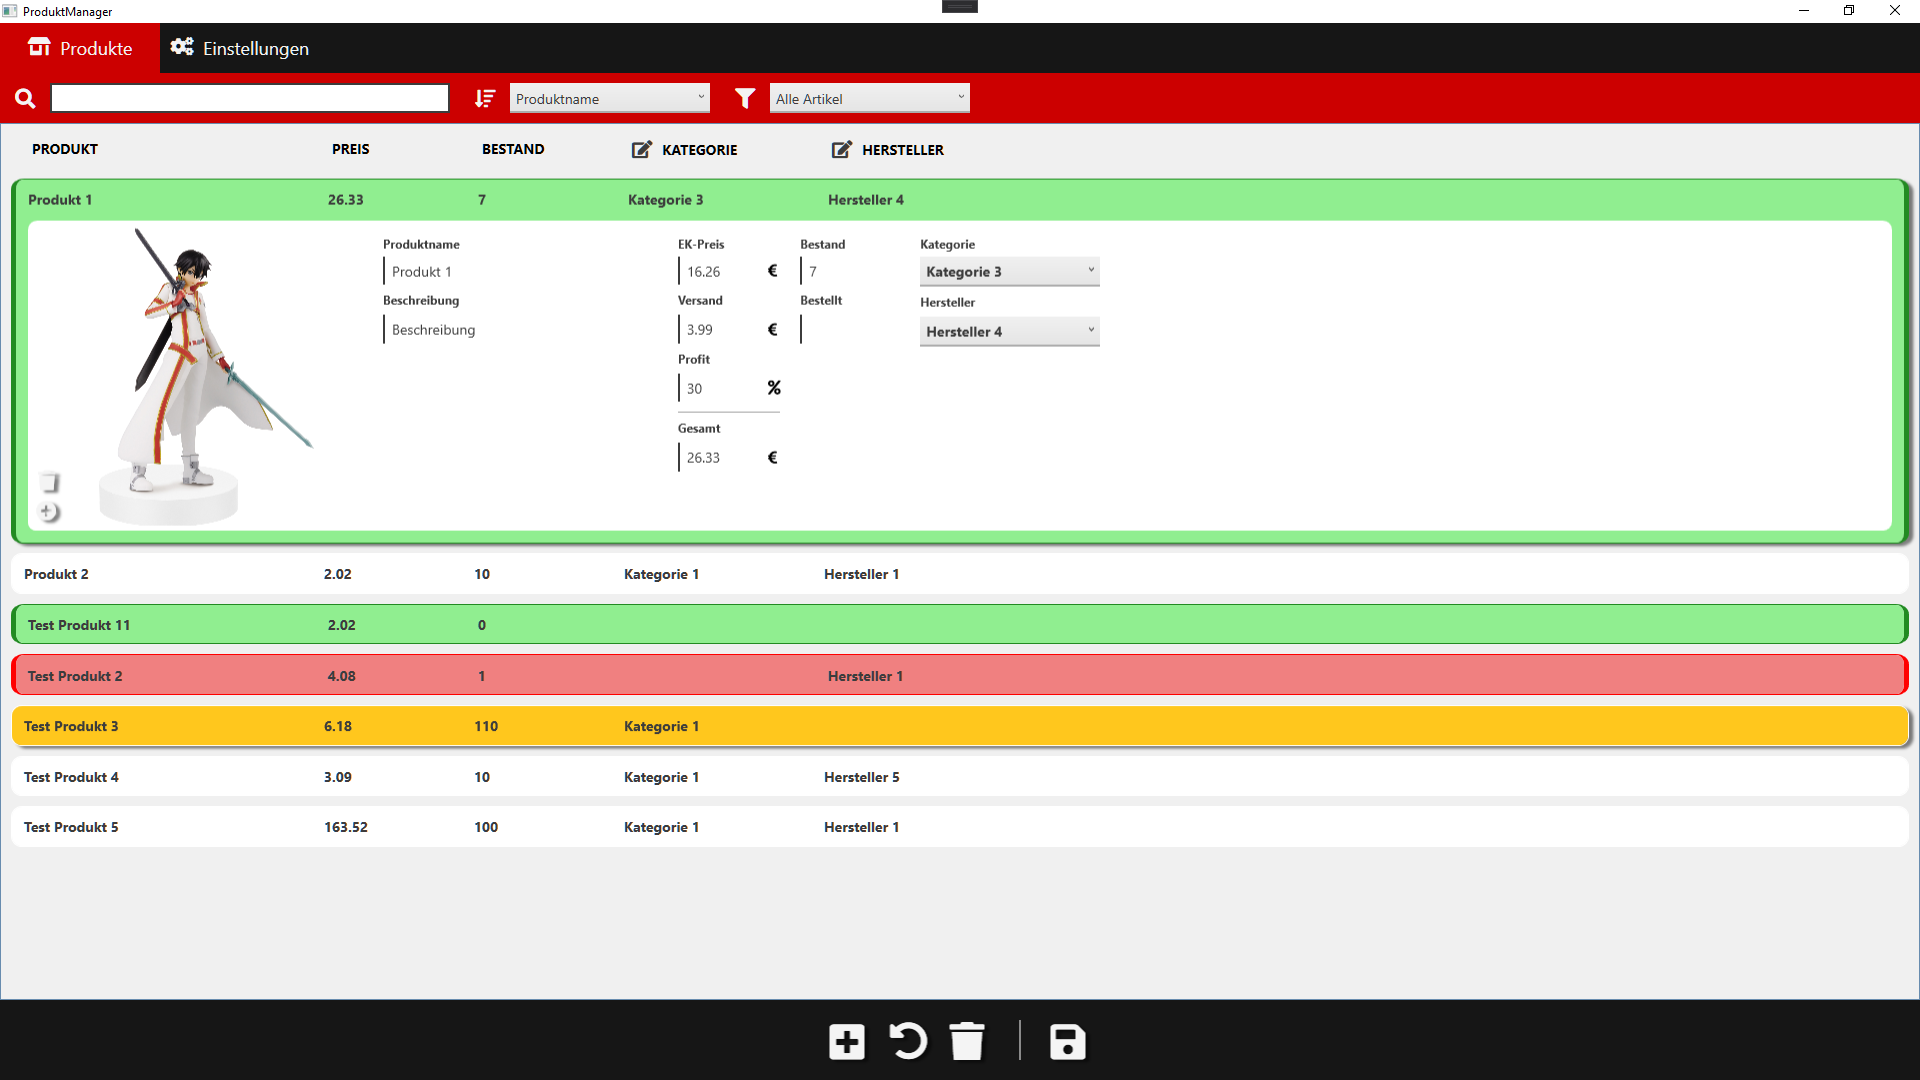 ProduktManager
Produkte Einstellungen
Produktname Alle Artikel
PRODUKT PREIS BESTAND KATEGORIE HERSTELLER
Produkt 1 26.33 7 Kategorie 3 Hersteller 4
Produktname EK-Preis Bestand Kategorie
Produkt 1 16.26 € 7 Kategorie 3
Beschreibung Versand Bestellt Hersteller
Beschreibung 3.99 € Hersteller 4
Profit
30 %
Gesamt
26.33 €
Produkt 2 2.02 10 Kategorie 1 Hersteller 1
Test Produkt 11 2.02 0
Test Produkt 2 4.08 1 Hersteller 1
Test Produkt 3 6.18 110 Kategorie 1
Test Produkt 4 3.09 10 Kategorie 1 Hersteller 5
Test Produkt 5 163.52 100 Kategorie 1 Hersteller 1